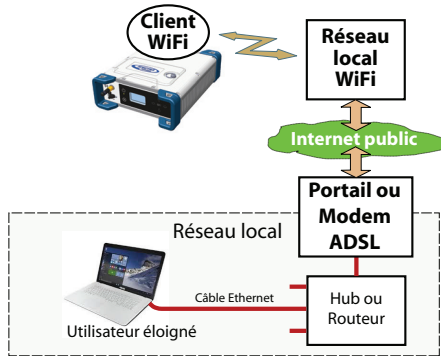 Client
WiFi
Réseau
local
WiFi
Internet public
Portail ou
Modem
ADSL
Réseau local
Câble Ethernet
Hub ou
Routeur
Utilisateur éloigné